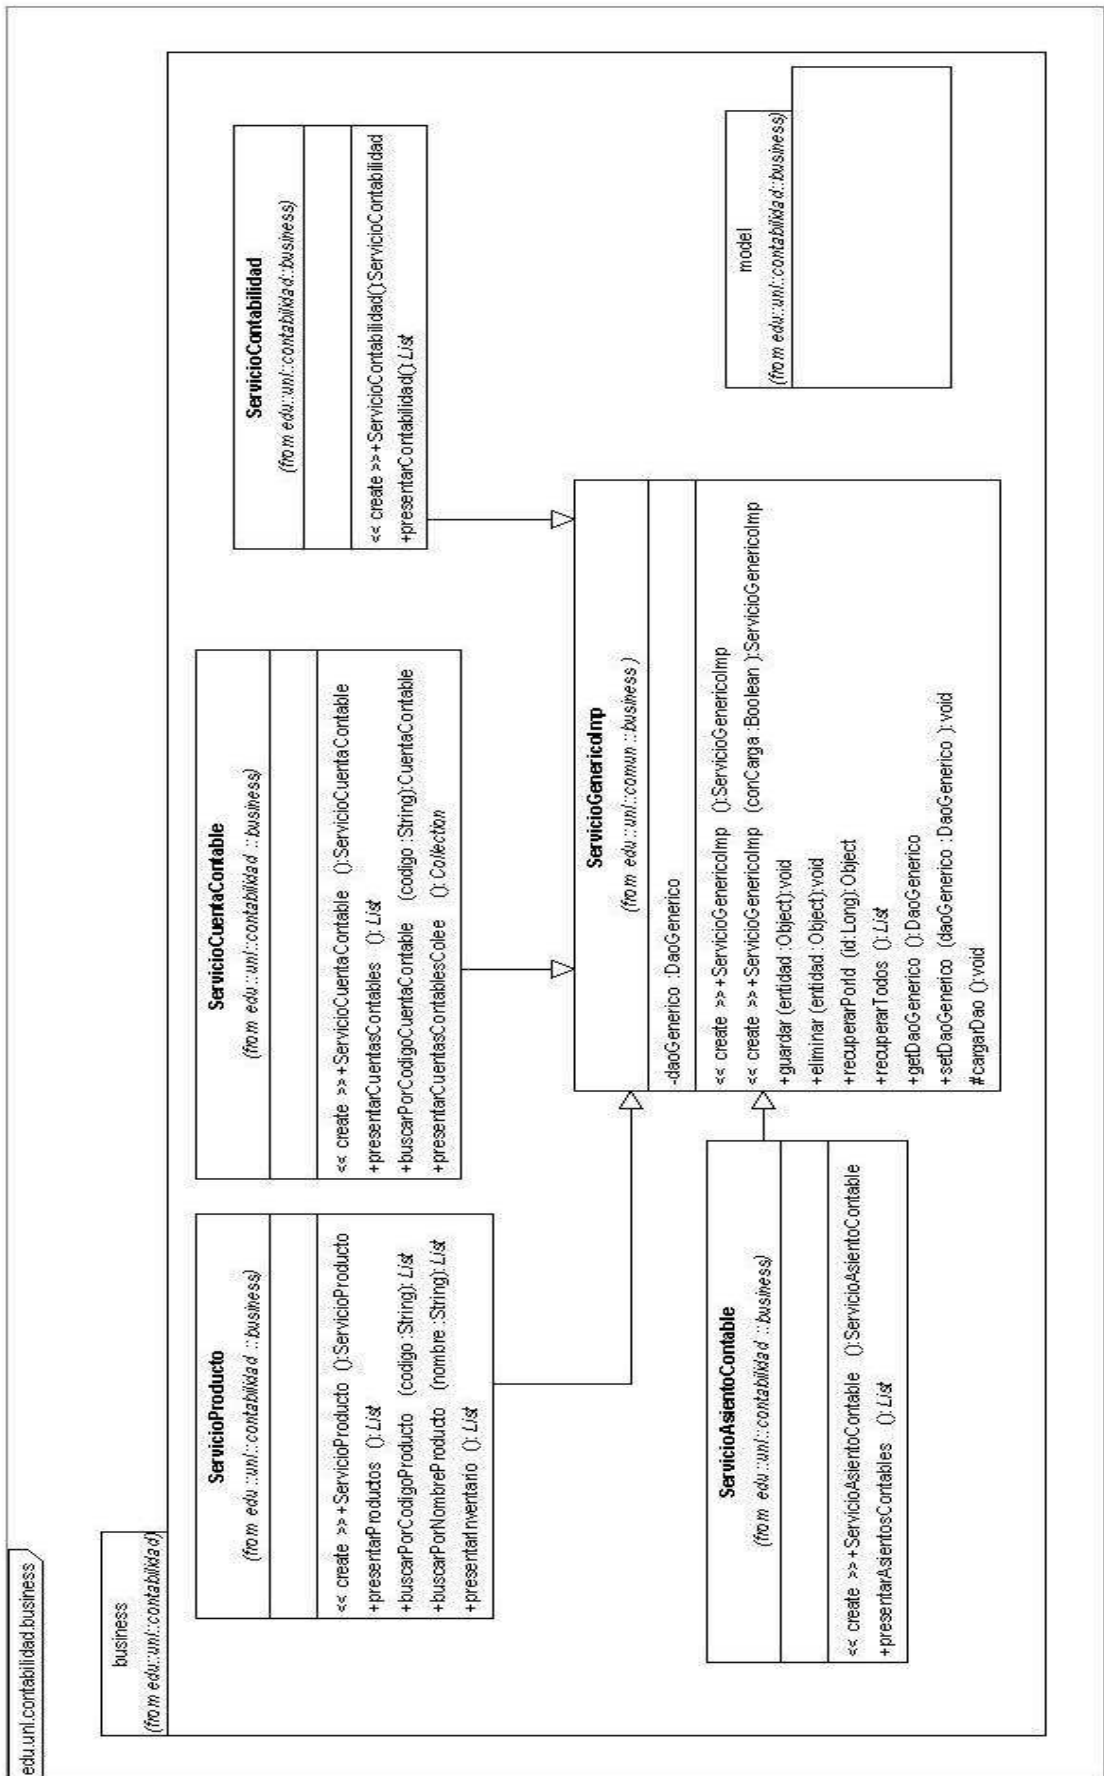 edu.unl.contabilidad.business
business
(from edu::unl::contabilidad)
ServicioProducto
(from edu::unl::contabilidad::business)
<< create >>+ServicioProducto ():ServicioProducto
+presentarProductos ():List
+buscarPorCodigoProducto (codigo:String):List
+buscarPorNombreProducto (nombre:String):List
+presentarInventario ():List
ServicioCuentaContable
(from edu::unl::contabilidad::business)
<< create >>+ServicioCuentaContable ():ServicioCuentaContable
+presentarCuentasContables ():List
+buscarPorCodigoCuentaContable (codigo:String):CuentaContable
+presentarCuentasContablesColee ():Collection
ServicioContabilidad
(from edu::unl::contabilidad::business)
<< create >>+ServicioContabilidad():ServicioContabilidad
+presentarContabilidad():List
ServicioGenericoImp
(from edu::unl::comun::business)
-daoGenerico:DaoGenerico
<< create >>+ServicioGenericoImp ():ServicioGenericoImp
<< create >>+ServicioGenericoImp (conCarga:Boolean):ServicioGenericoImp
+guardar(entidad:Object):void
+eliminar(entidad:Object):void
+recuperarPorId (id:Long):Object
+recuperarTodos ():List
+getDaoGenerico ():DaoGenerico
+setDaoGenerico (daoGenerico:DaoGenerico):void
#cargarDao ():void
ServicioAsientoContable
(from edu::unl::contabilidad::business)
<< create >>+ServicioAsientoContable ():ServicioAsientoContable
+presentarAsientosContables ():List
model
(from edu::unl::contabilidad::business)